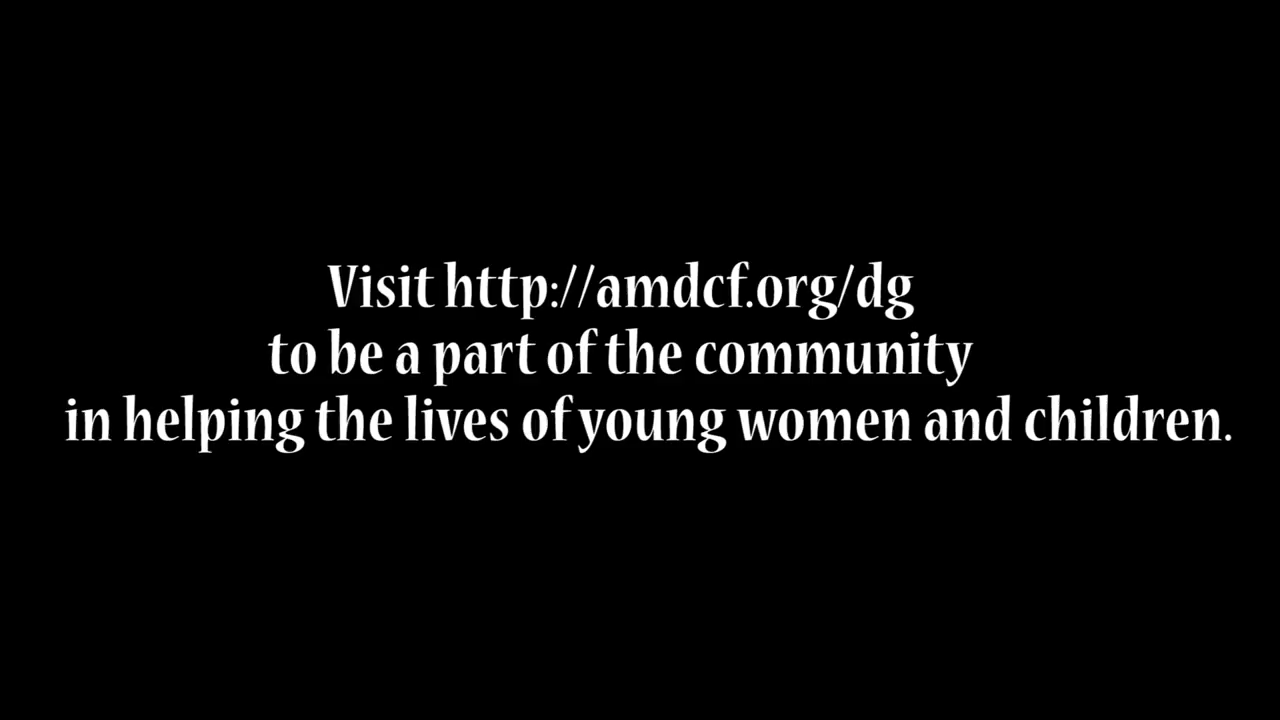 Visit http://amdcf.org/dg
to be a part of the community
in helping the lives of young women and children.